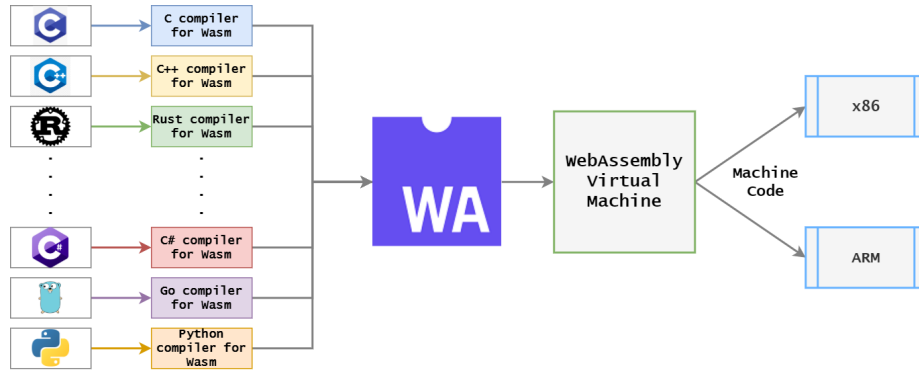 C
C compiler
for Wasm
C++
C++ compiler
for Wasm
R
Rust compiler
for Wasm
C#
C# compiler
for Wasm
Go compiler
for Wasm
Python
compiler for
Wasm
WA
WebAssembly
Virtual
Machine
Machine
Code
x86
ARM